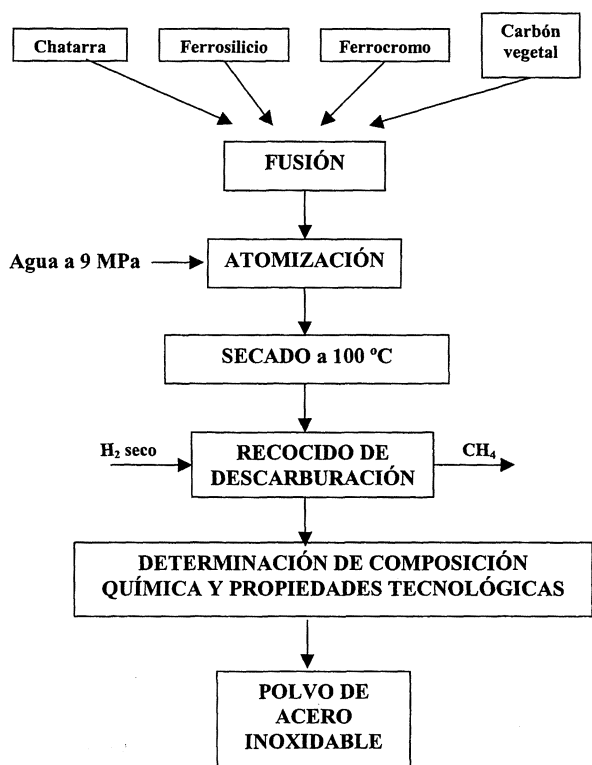 Chatarra
Ferrosilicio
Ferrocromo
Carbón
vegetal
FUSIÓN
Agua a 9 MPa
ATOMIZACIÓN
SECADO a 100 ºC
H₂ seco
RECOCIDO DE
DESCARBURACIÓN
CH₄
DETERMINACIÓN DE COMPOSICIÓN
QUÍMICA Y PROPIEDADES TECNOLÓGICAS
POLVO DE
ACERO
INOXIDABLE